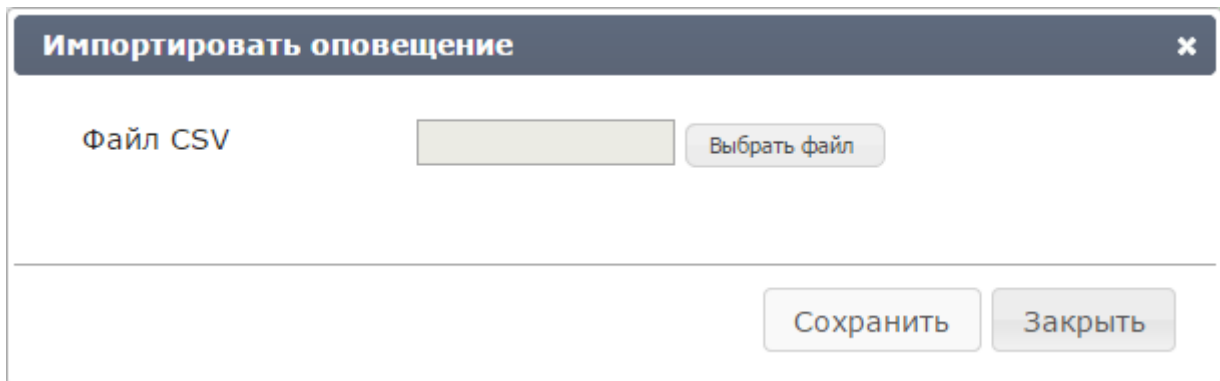 Импортировать оповещение
Файл CSV
Выбрать файл
Сохранить
Закрыть